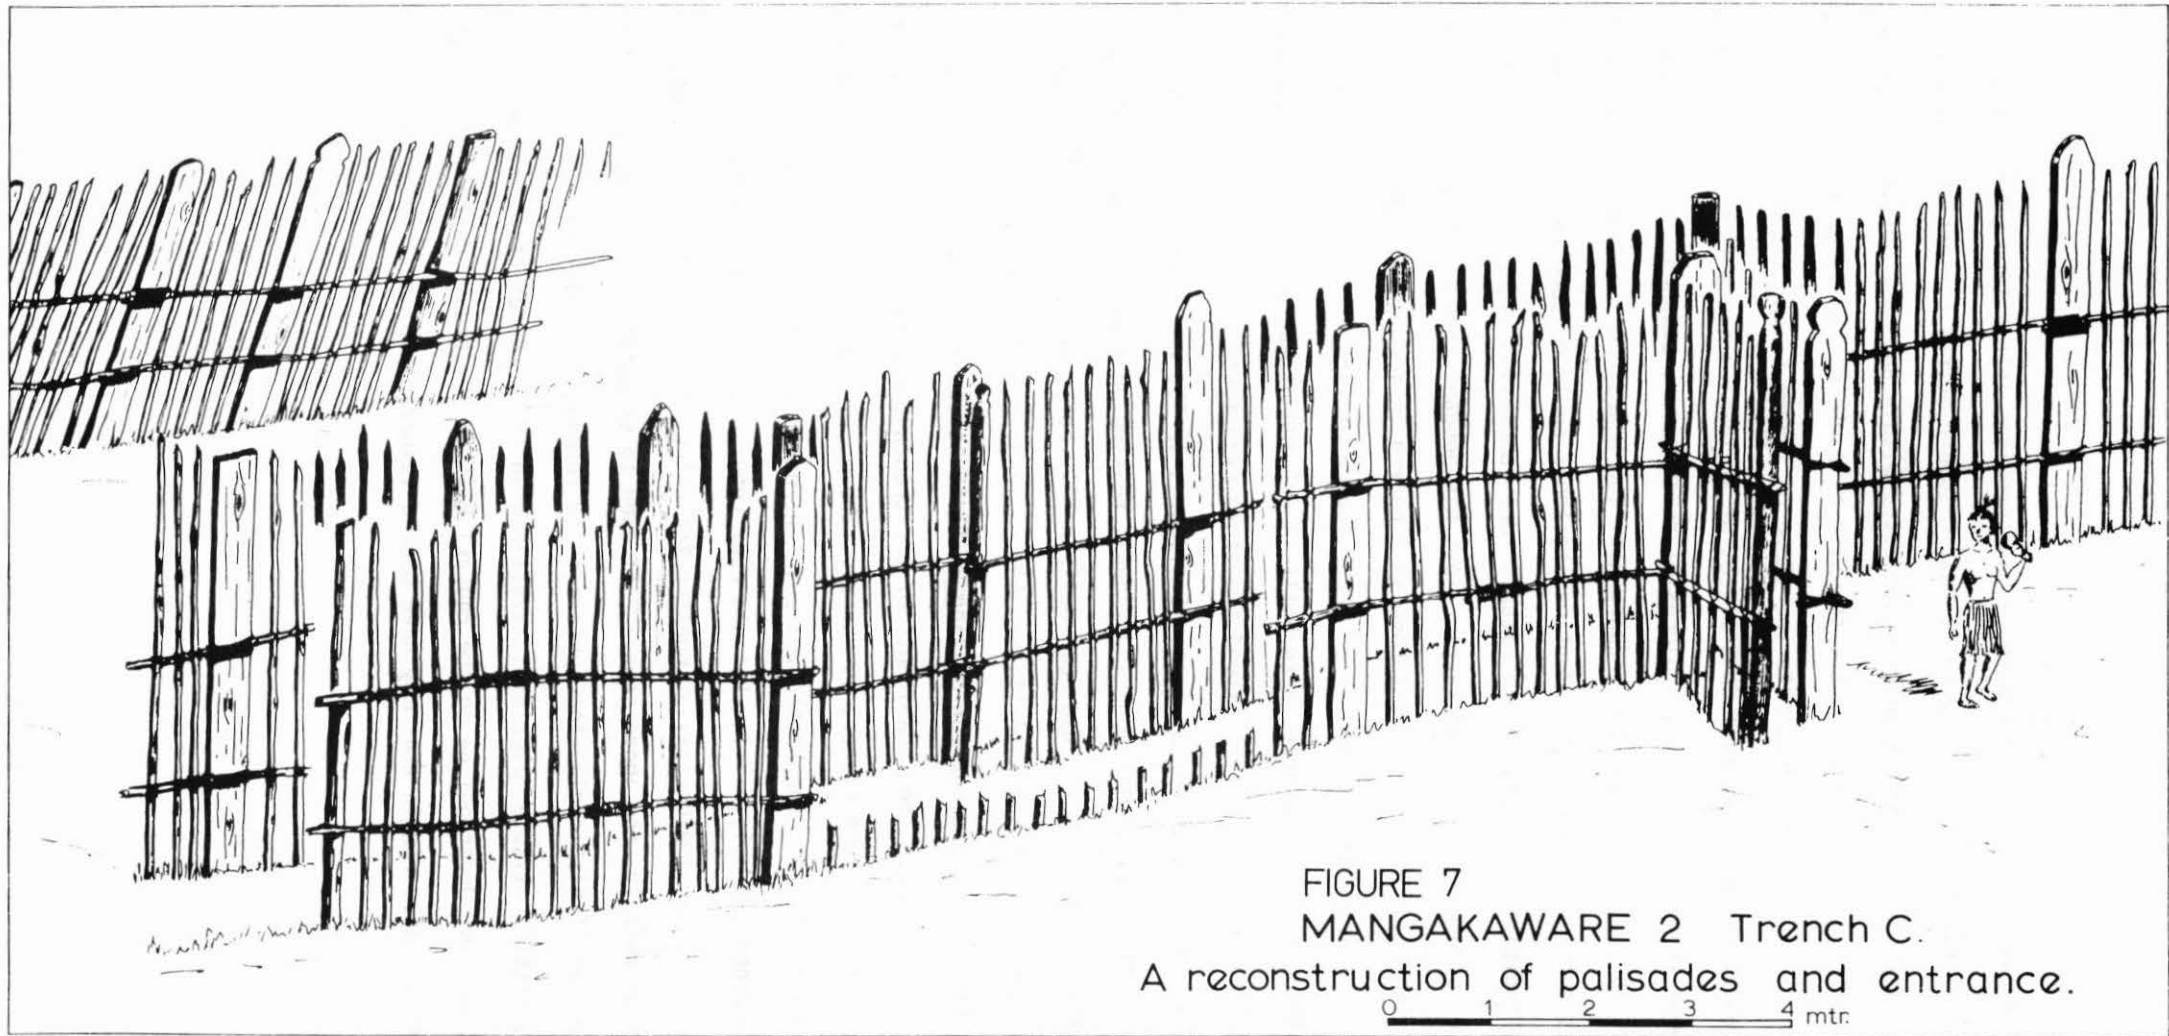 FIGURE 7
MANGAKAWARE 2 Trench C.
A reconstruction of palisades and entrance.
0 1 2 3 4 mtr.